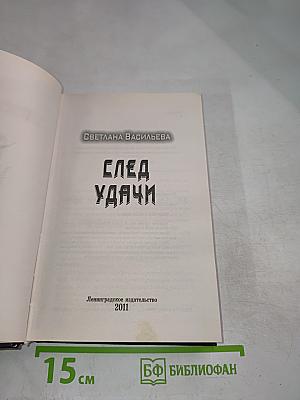 Светлана Васильева
СЛЕД
УДАЧИ
Ленинградское издательство
2011
15 см
БФ БИБЛИОФАН